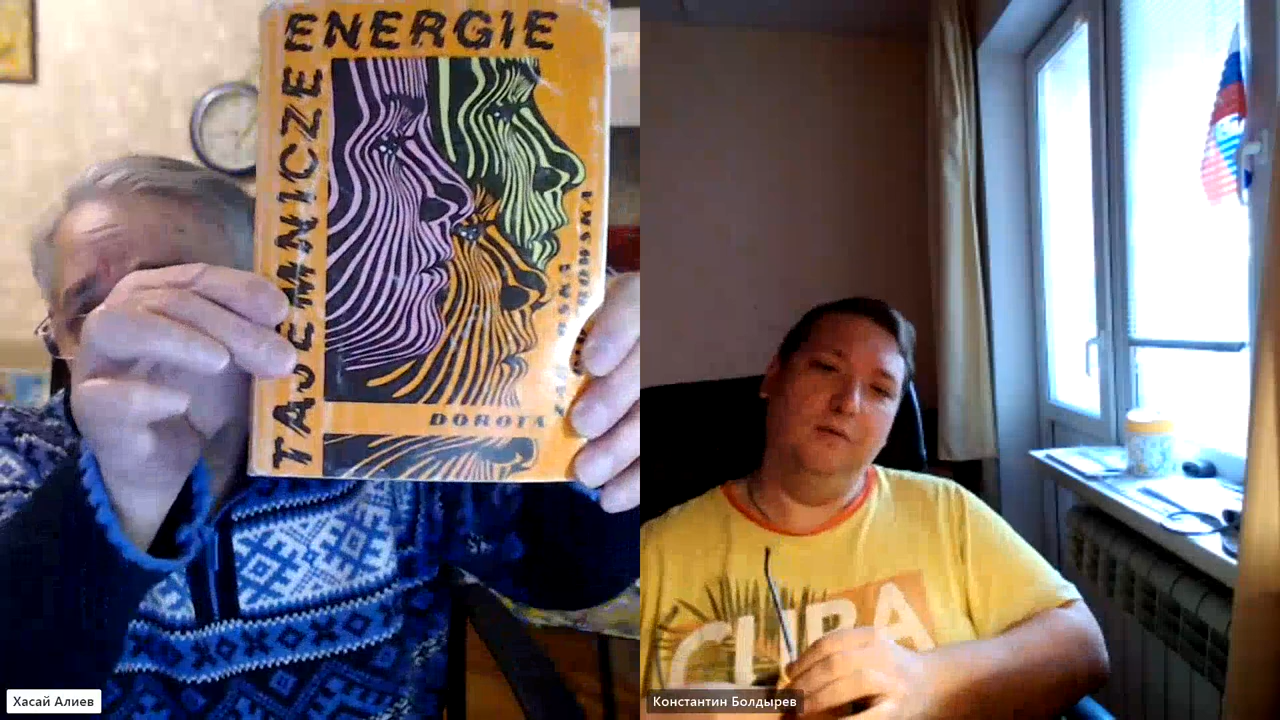 ENERGIE
TAJEMNICZE
DOROTA
CUBA
Хасай Алиев
Константин Болдырев